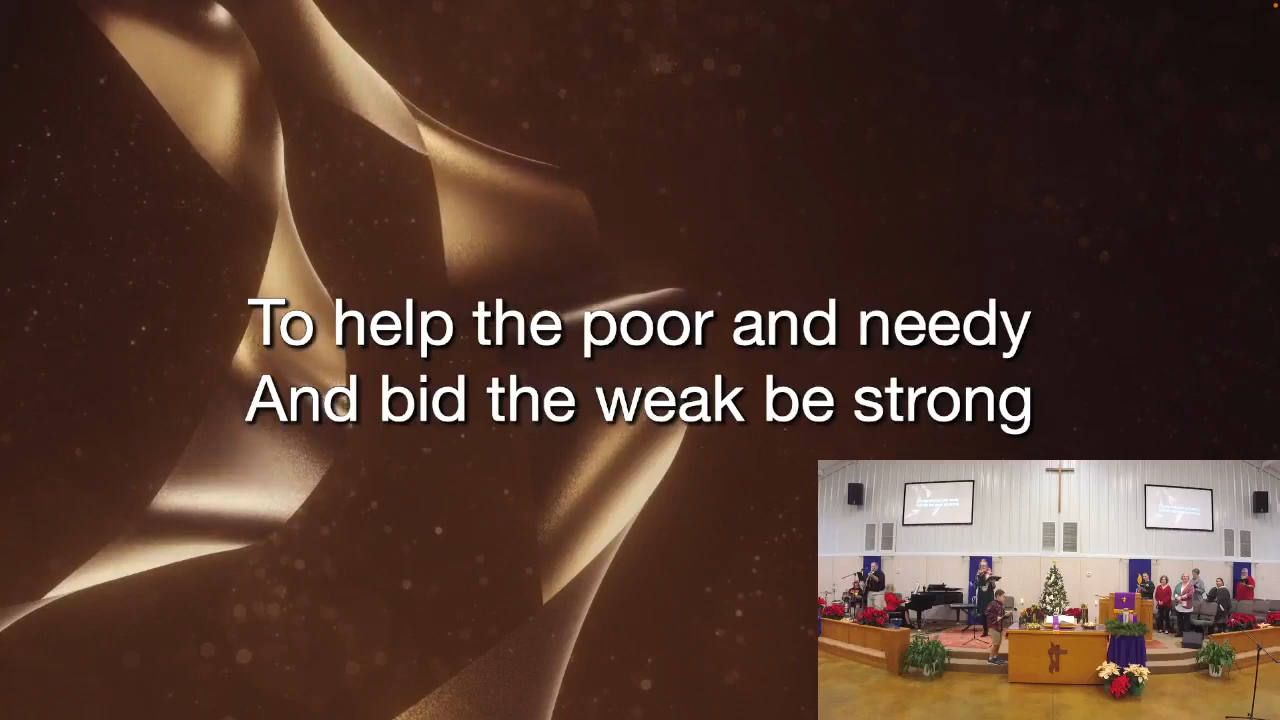 To help the poor and needy
And bid the weak be strong